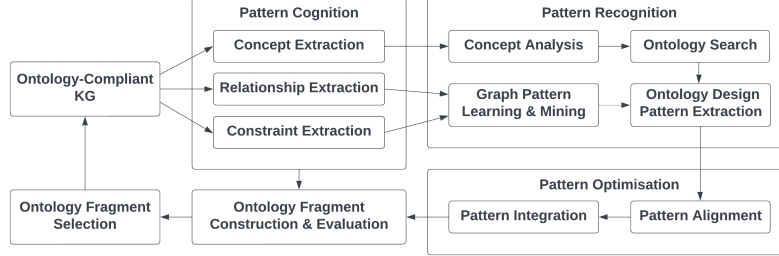 Pattern Cognition
Pattern Recognition
Concept Extraction
Concept Analysis
Ontology Search
Ontology-Compliant
KG
Relationship Extraction
Graph Pattern
Learning & Mining
Ontology Design
Pattern Extraction
Constraint Extraction
Pattern Optimisation
Ontology Fragment
Selection
Ontology Fragment
Construction & Evaluation
Pattern Integration
Pattern Alignment